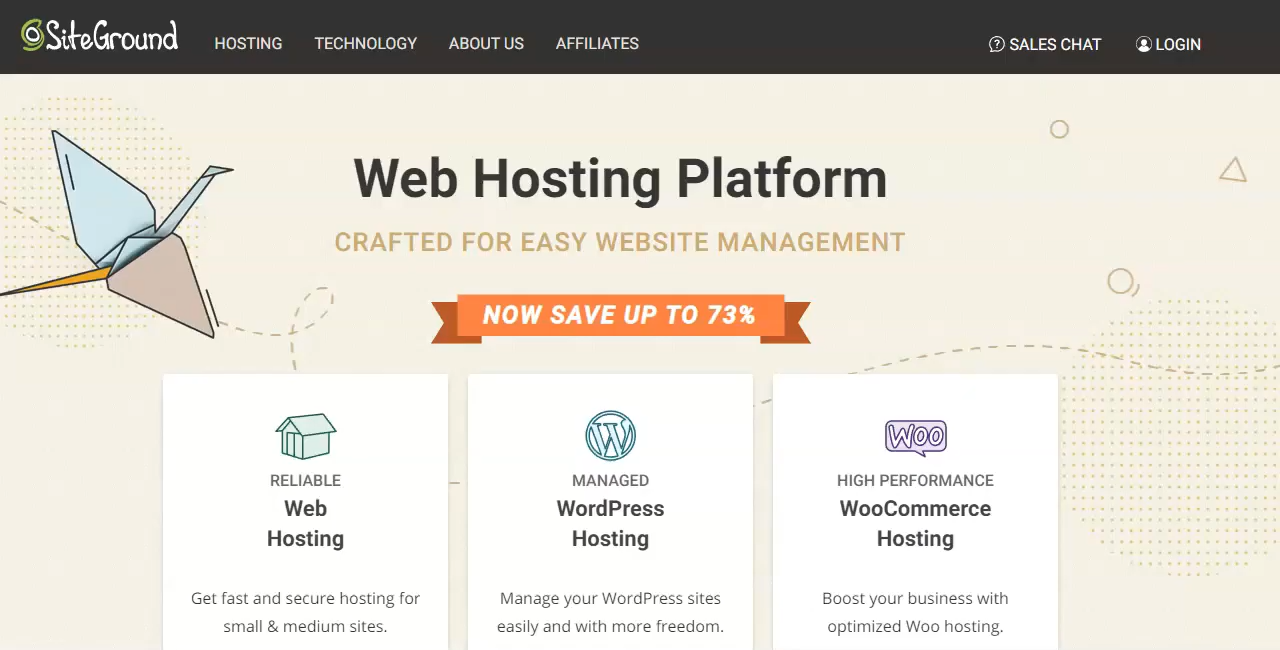 SiteGround HOSTING TECHNOLOGY ABOUT US AFFILIATES SALES CHAT LOGIN
Web Hosting Platform
CRAFTED FOR EASY WEBSITE MANAGEMENT
NOW SAVE UP TO 73%
RELIABLE
Web
Hosting
Get fast and secure hosting for
small & medium sites.
MANAGED
WordPress
Hosting
Manage your WordPress sites
easily and with more freedom.
WOO
HIGH PERFORMANCE
WooCommerce
Hosting
Boost your business with
optimized Woo hosting.